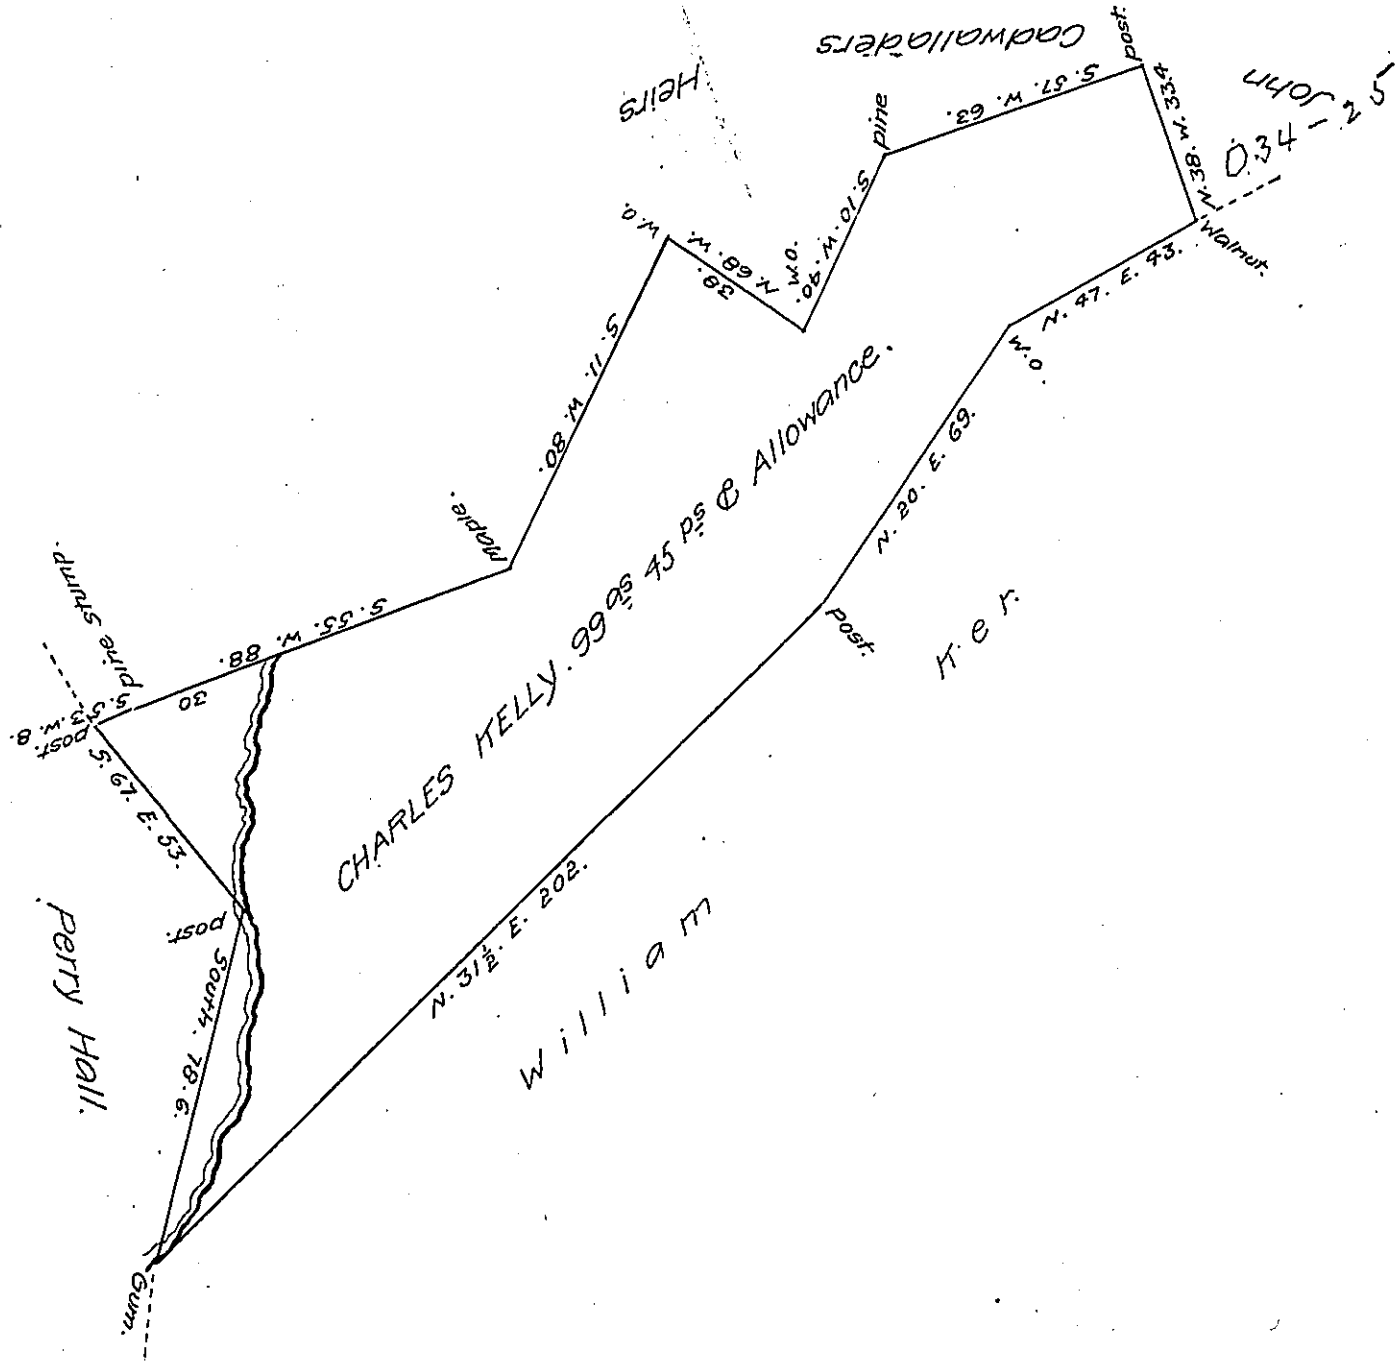 John
Cadwalladers
Heirs
D.34-25
post.
N. 38. W. 33.4
Walnut.
S. 57. W. 63.
pine
S. 10. W. 40.
W.O.
N. 68. W.
38.
W.O.
S. 11. W. 80.
Maple.
S. 55. W.
88.
30
pine stump.
S. 53. W. 8.
post.
S. 67. E. 53.
post.
South. 78.6.
Gum.
N. 31½. E. 202.
post.
N. 20. E. 69.
W.O.
N. 47. E. 43.
CHARLES KELLY. 99 as 45 ps & Allowance.
Perry Hall.
William
Ker.